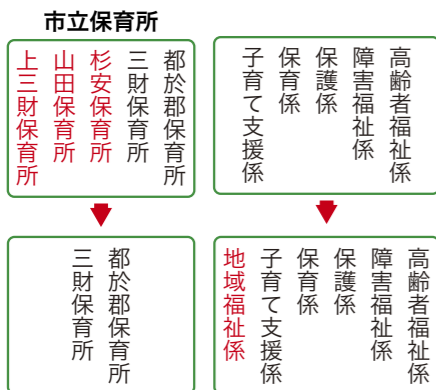 市立保育所
都於郡保育所
三財保育所
杉安保育所
山田保育所
上三財保育所
高齢者福祉係
障害福祉係
保護係
保育係
子育て支援係
都於郡保育所
三財保育所
高齢者福祉係
障害福祉係
保護係
保育係
子育て支援係
地域福祉係